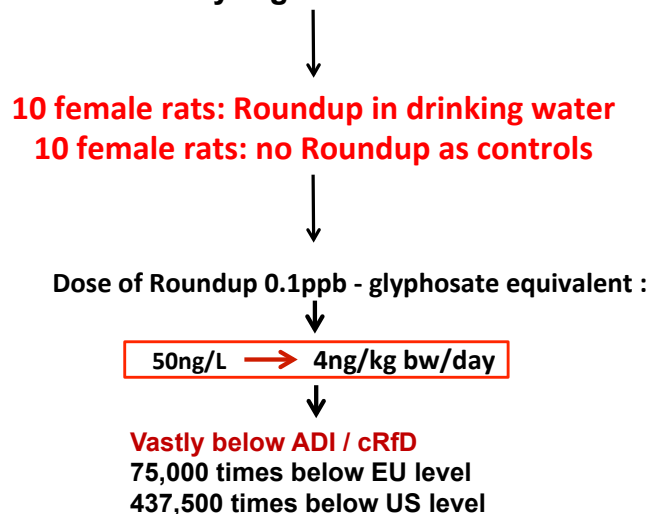 10 female rats: Roundup in drinking water
10 female rats: no Roundup as controls
Dose of Roundup 0.1ppb - glyphosate equivalent :
50ng/L → 4ng/kg bw/day
Vastly below ADI / cRfD
75,000 times below EU level
437,500 times below US level